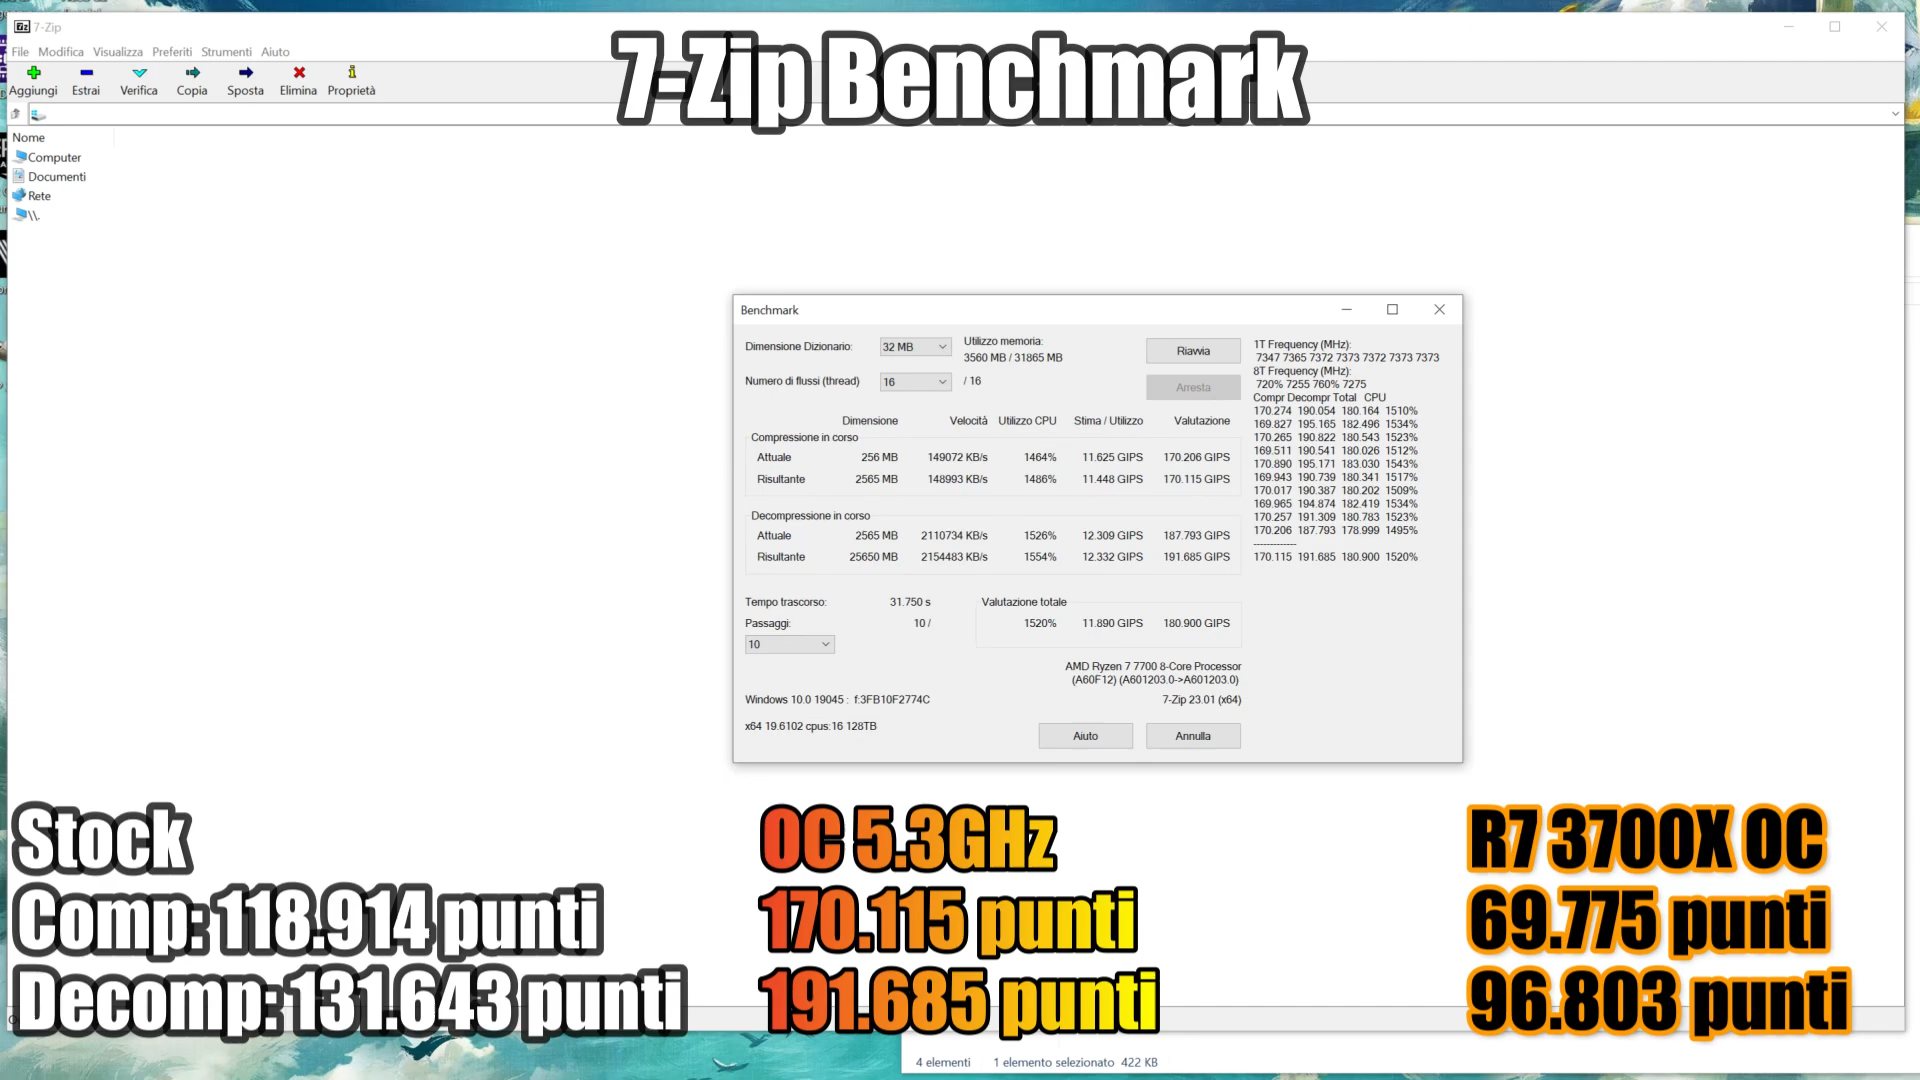 7-Zip
7-Zip Benchmark
File Modifica Visualizza Preferiti Strumenti Aiuto
Aggiungi Estrai Verifica Copia Sposta Elimina Proprietà
Nome
Computer
Documenti
Rete
\\.
Benchmark
Dimensione Dizionario: 32 MB
Utilizzo memoria:
3560 MB / 31865 MB
Riavvia
Numero di flussi (thread) 16 / 16
Arresta
Dimensione Velocità Utilizzo CPU Stima / Utilizzo Valutazione
Compressione in corso
Attuale 256 MB 149072 KB/s 1464% 11.625 GIPS 170.206 GIPS
Risultante 2565 MB 148993 KB/s 1486% 11.448 GIPS 170.115 GIPS
Decompressione in corso
Attuale 2565 MB 2110734 KB/s 1526% 12.309 GIPS 187.793 GIPS
Risultante 25650 MB 2154483 KB/s 1554% 12.332 GIPS 191.685 GIPS
Tempo trascorso: 31.750 s
Passaggi: 10 /
10
Valutazione totale
1520% 11.890 GIPS 180.900 GIPS
AMD Ryzen 7 7700 8-Core Processor
(A60F12) (A601203.0->A601203.0)
Windows 10.0 19045 : f:3FB10F2774C
7-Zip 23.01 (x64)
x64 19.6102 cpus:16 128TB
Aiuto
Annulla
1T Frequency (MHz):
7347 7365 7372 7373 7372 7373 7373
8T Frequency (MHz):
720% 7255 760% 7275
Compr Decompr Total CPU
170.274 190.054 180.164 1510%
169.827 195.165 182.496 1534%
170.265 190.822 180.543 1523%
169.511 190.541 180.026 1512%
170.890 195.171 183.030 1543%
169.943 190.739 180.341 1517%
170.017 190.387 180.202 1509%
169.965 194.874 182.419 1534%
170.257 191.309 180.783 1523%
170.206 187.793 178.999 1495%
-------------
170.115 191.685 180.900 1520%
Stock
Comp: 118.914 punti
Decomp: 131.643 punti
OC 5.3GHz
170.115 punti
191.685 punti
R7 3700X OC
69.775 punti
96.803 punti
4 elementi 1 elemento selezionato 422 KB